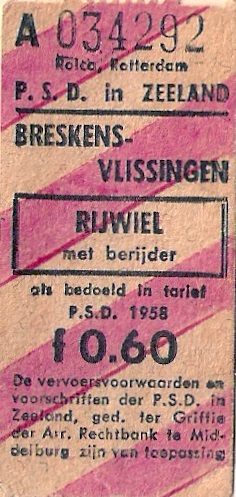 A 034292
Rolco, Rotterdam
P. S. D. in ZEELAND
BRESKENS-
VLISSINGEN
RIJWIEL
met berijder
als bedoeld in tarief
P.S.D. 1958
f 0.60
De vervoersvoorwaarden en
voorschriften der P.S.D. in
Zeeland, ged. ter Griffie
der Arr. Rechtbank te Mid-
delburg zijn van toepassing